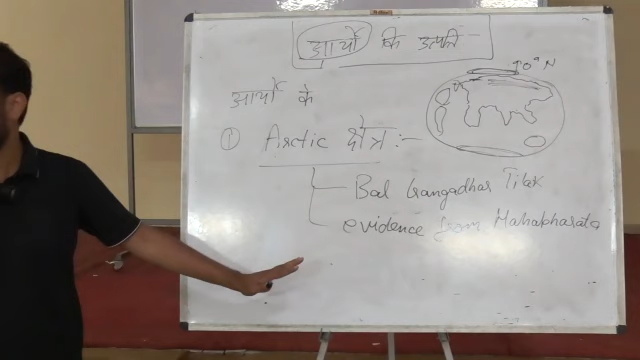 आर्यो कि उत्पति -
70° N
आर्यो के
① Arctic क्षेत्र :-
Bal Gangadhar Tilak
evidence from Mahabharata